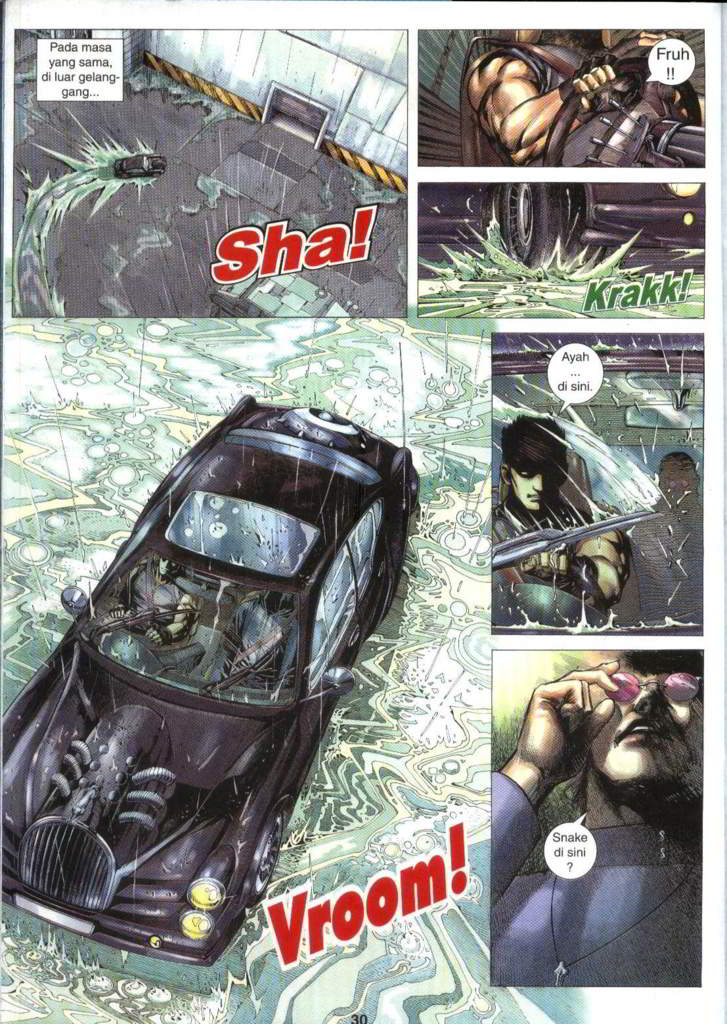 Pada masa
yang sama,
di luar gelang-
gang...
Sha!
Fruh
!!
Krakk!
Ayah
...
di sini.
Vroom!
Snake
di sini
?
30